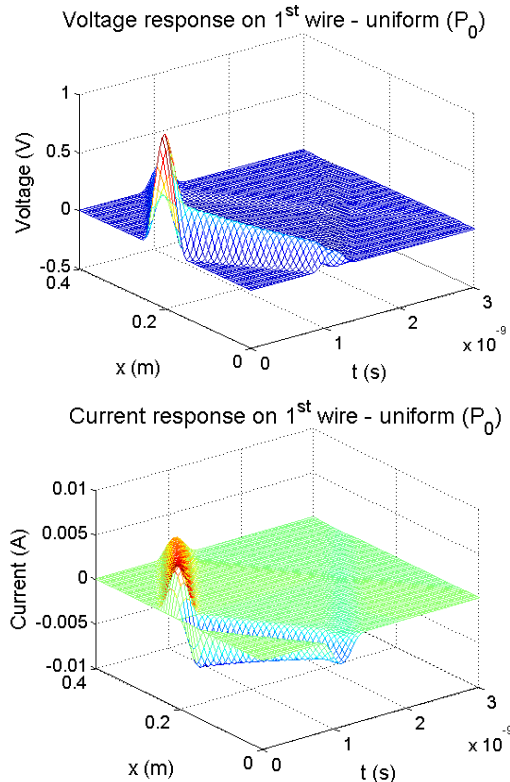 Voltage response on 1st wire - uniform (P0)
1
0.5
0
-0.5
Voltage (V)
0.4
0.2
0
x (m)
0
1
2
3
x 10-9
t (s)
Current response on 1st wire - uniform (P0)
0.01
0.005
0
-0.005
-0.01
Current (A)
0.4
0.2
0
x (m)
0
1
2
3
x 10-9
t (s)